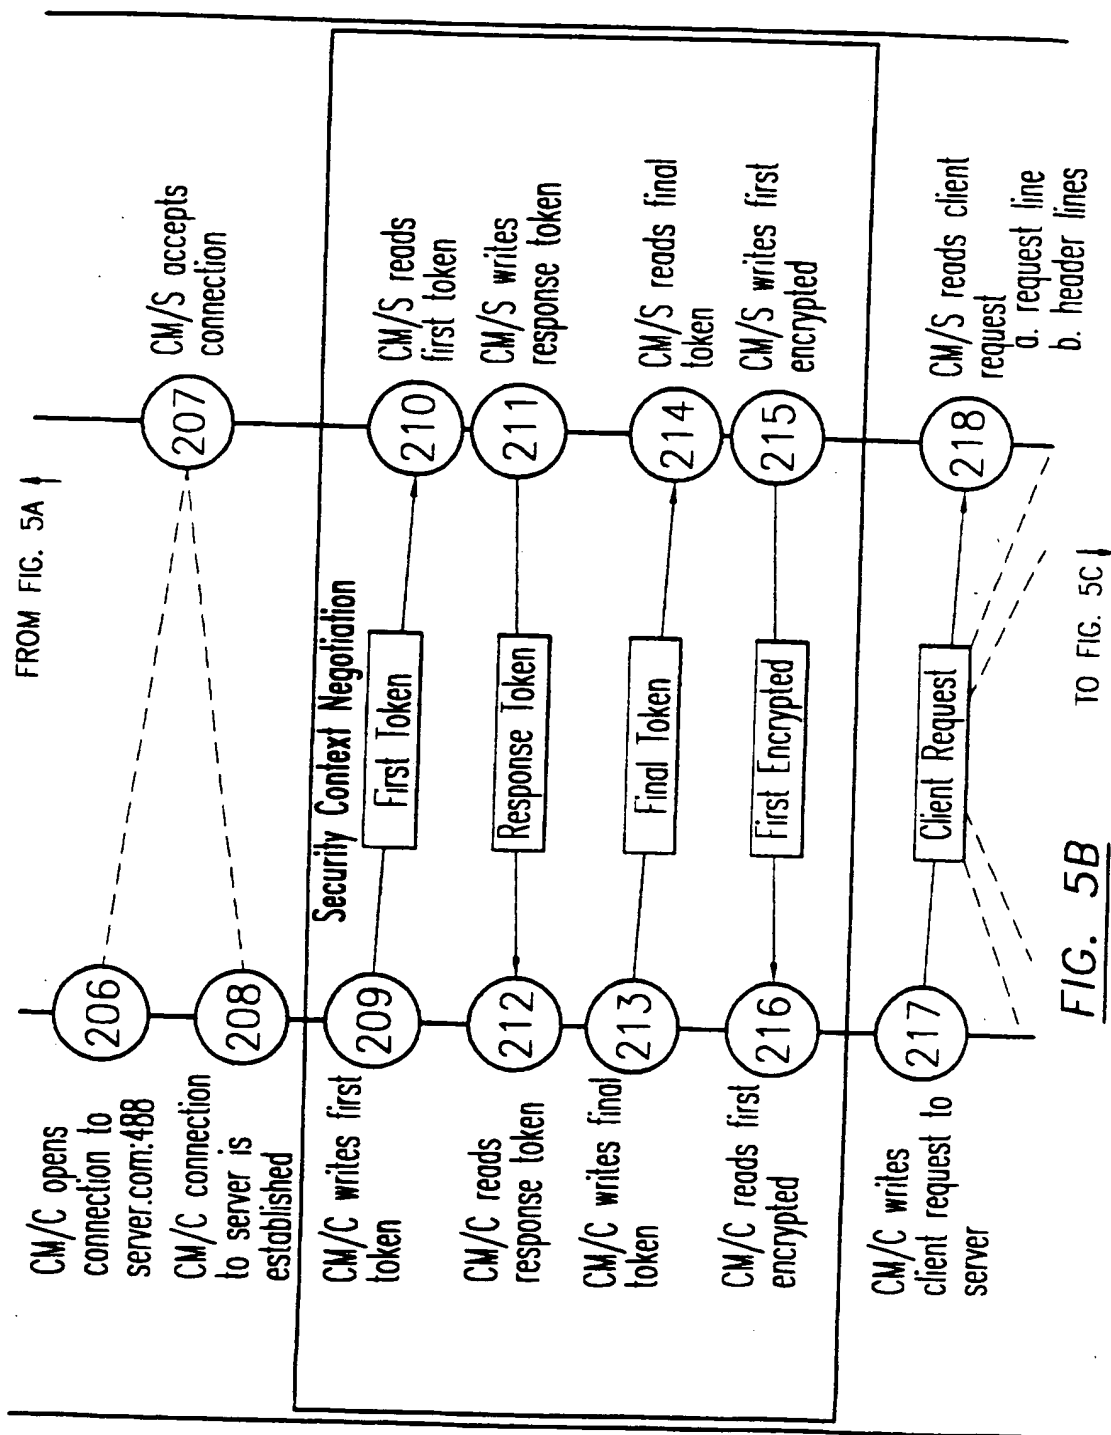 FROM FIG. 5A
CM/C opens
connection to
server.com:488
206
207
CM/S accepts
connection
CM/C connection
to server is
established
208
Security Context Negotiation
CM/C writes first
token
209
First Token
210
CM/S reads
first token
CM/C reads
response token
212
Response Token
211
CM/S writes
response token
CM/C writes final
token
213
Final Token
214
CM/S reads final
token
CM/C reads first
encrypted
216
First Encrypted
215
CM/S writes first
encrypted
CM/C writes
client request to
server
217
Client Request
218
CM/S reads client
request
a. request line
b. header lines
FIG. 5B
TO FIG. 5C